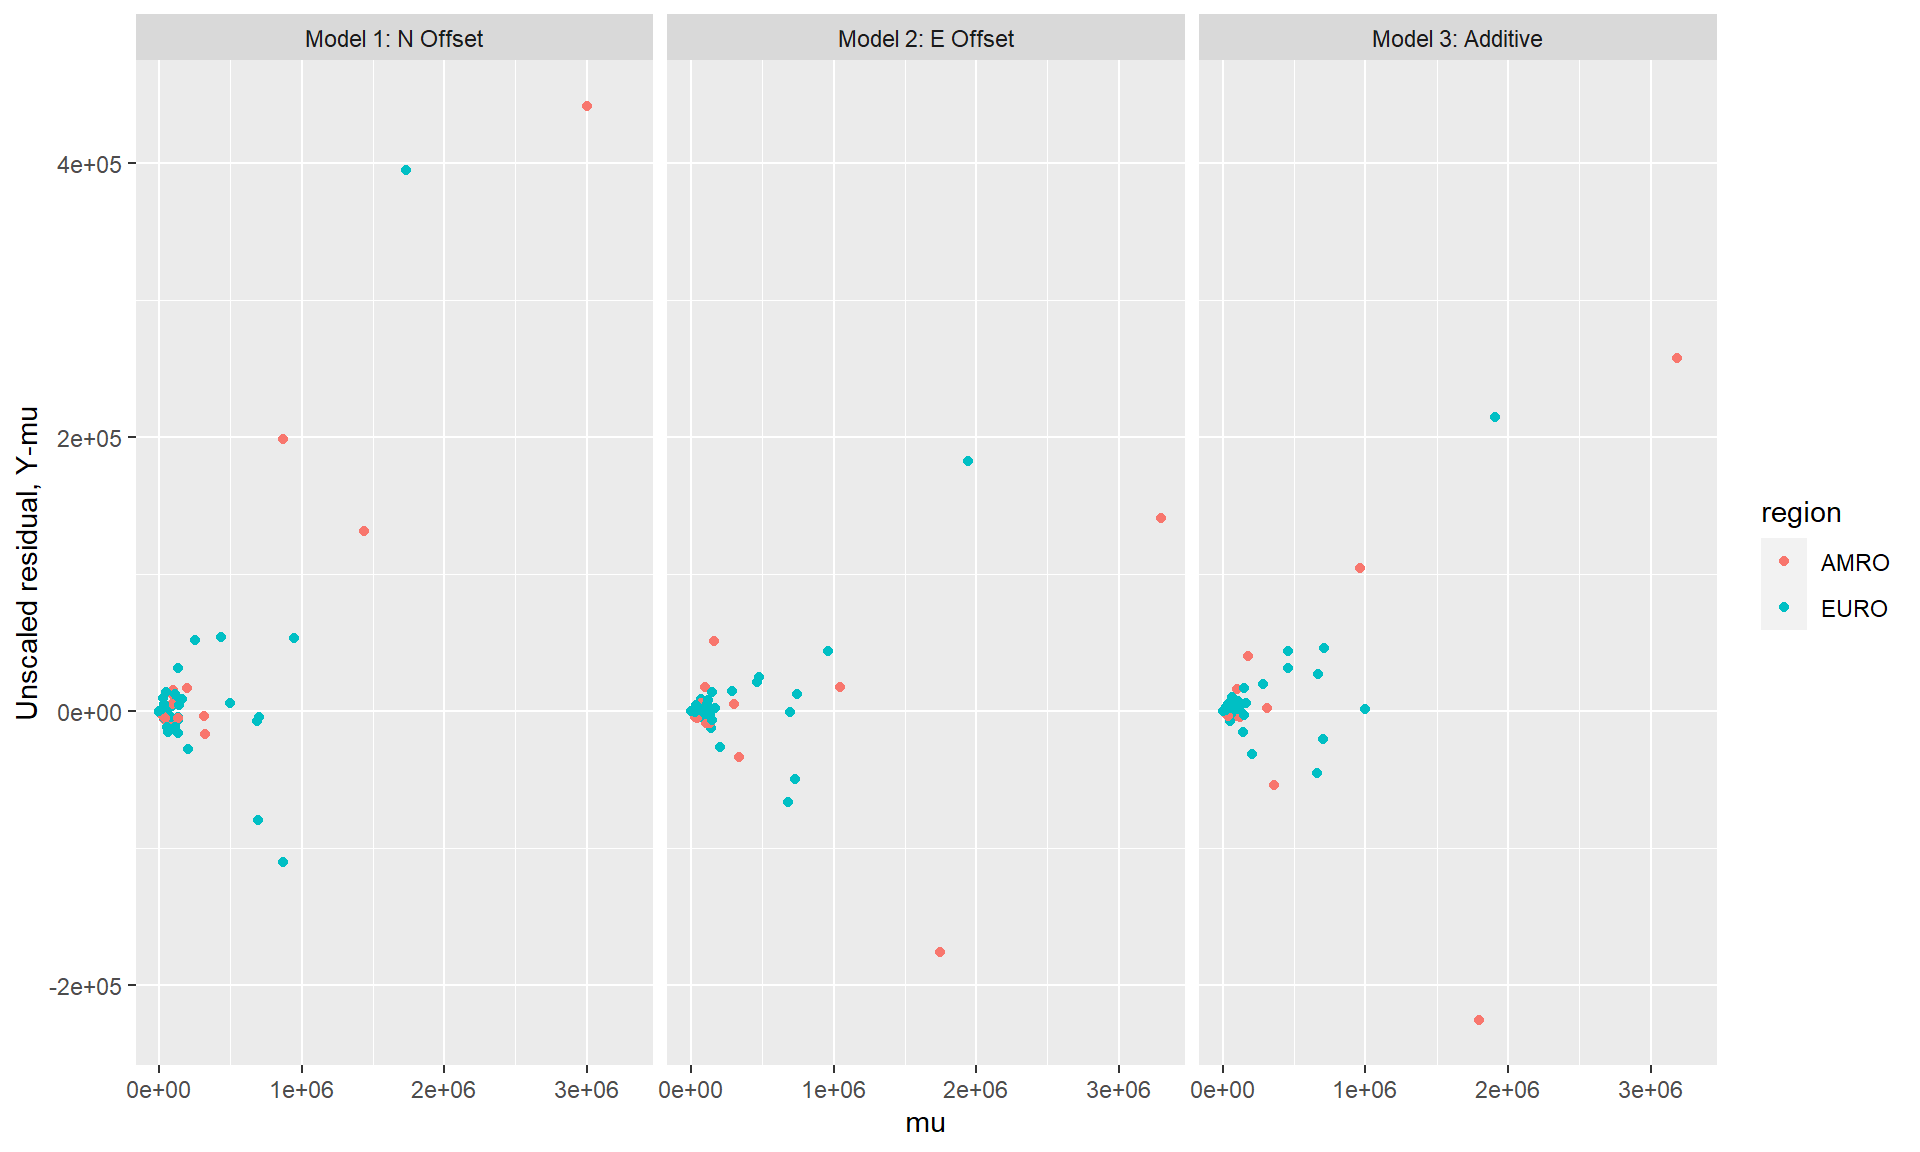 Model 1: N Offset
Model 2: E Offset
Model 3: Additive
4e+05
2e+05
0e+00
-2e+05
Unscaled residual, Y-mu
0e+00 1e+06 2e+06 3e+06
0e+00 1e+06 2e+06 3e+06
0e+00 1e+06 2e+06 3e+06
mu
region
AMRO
EURO